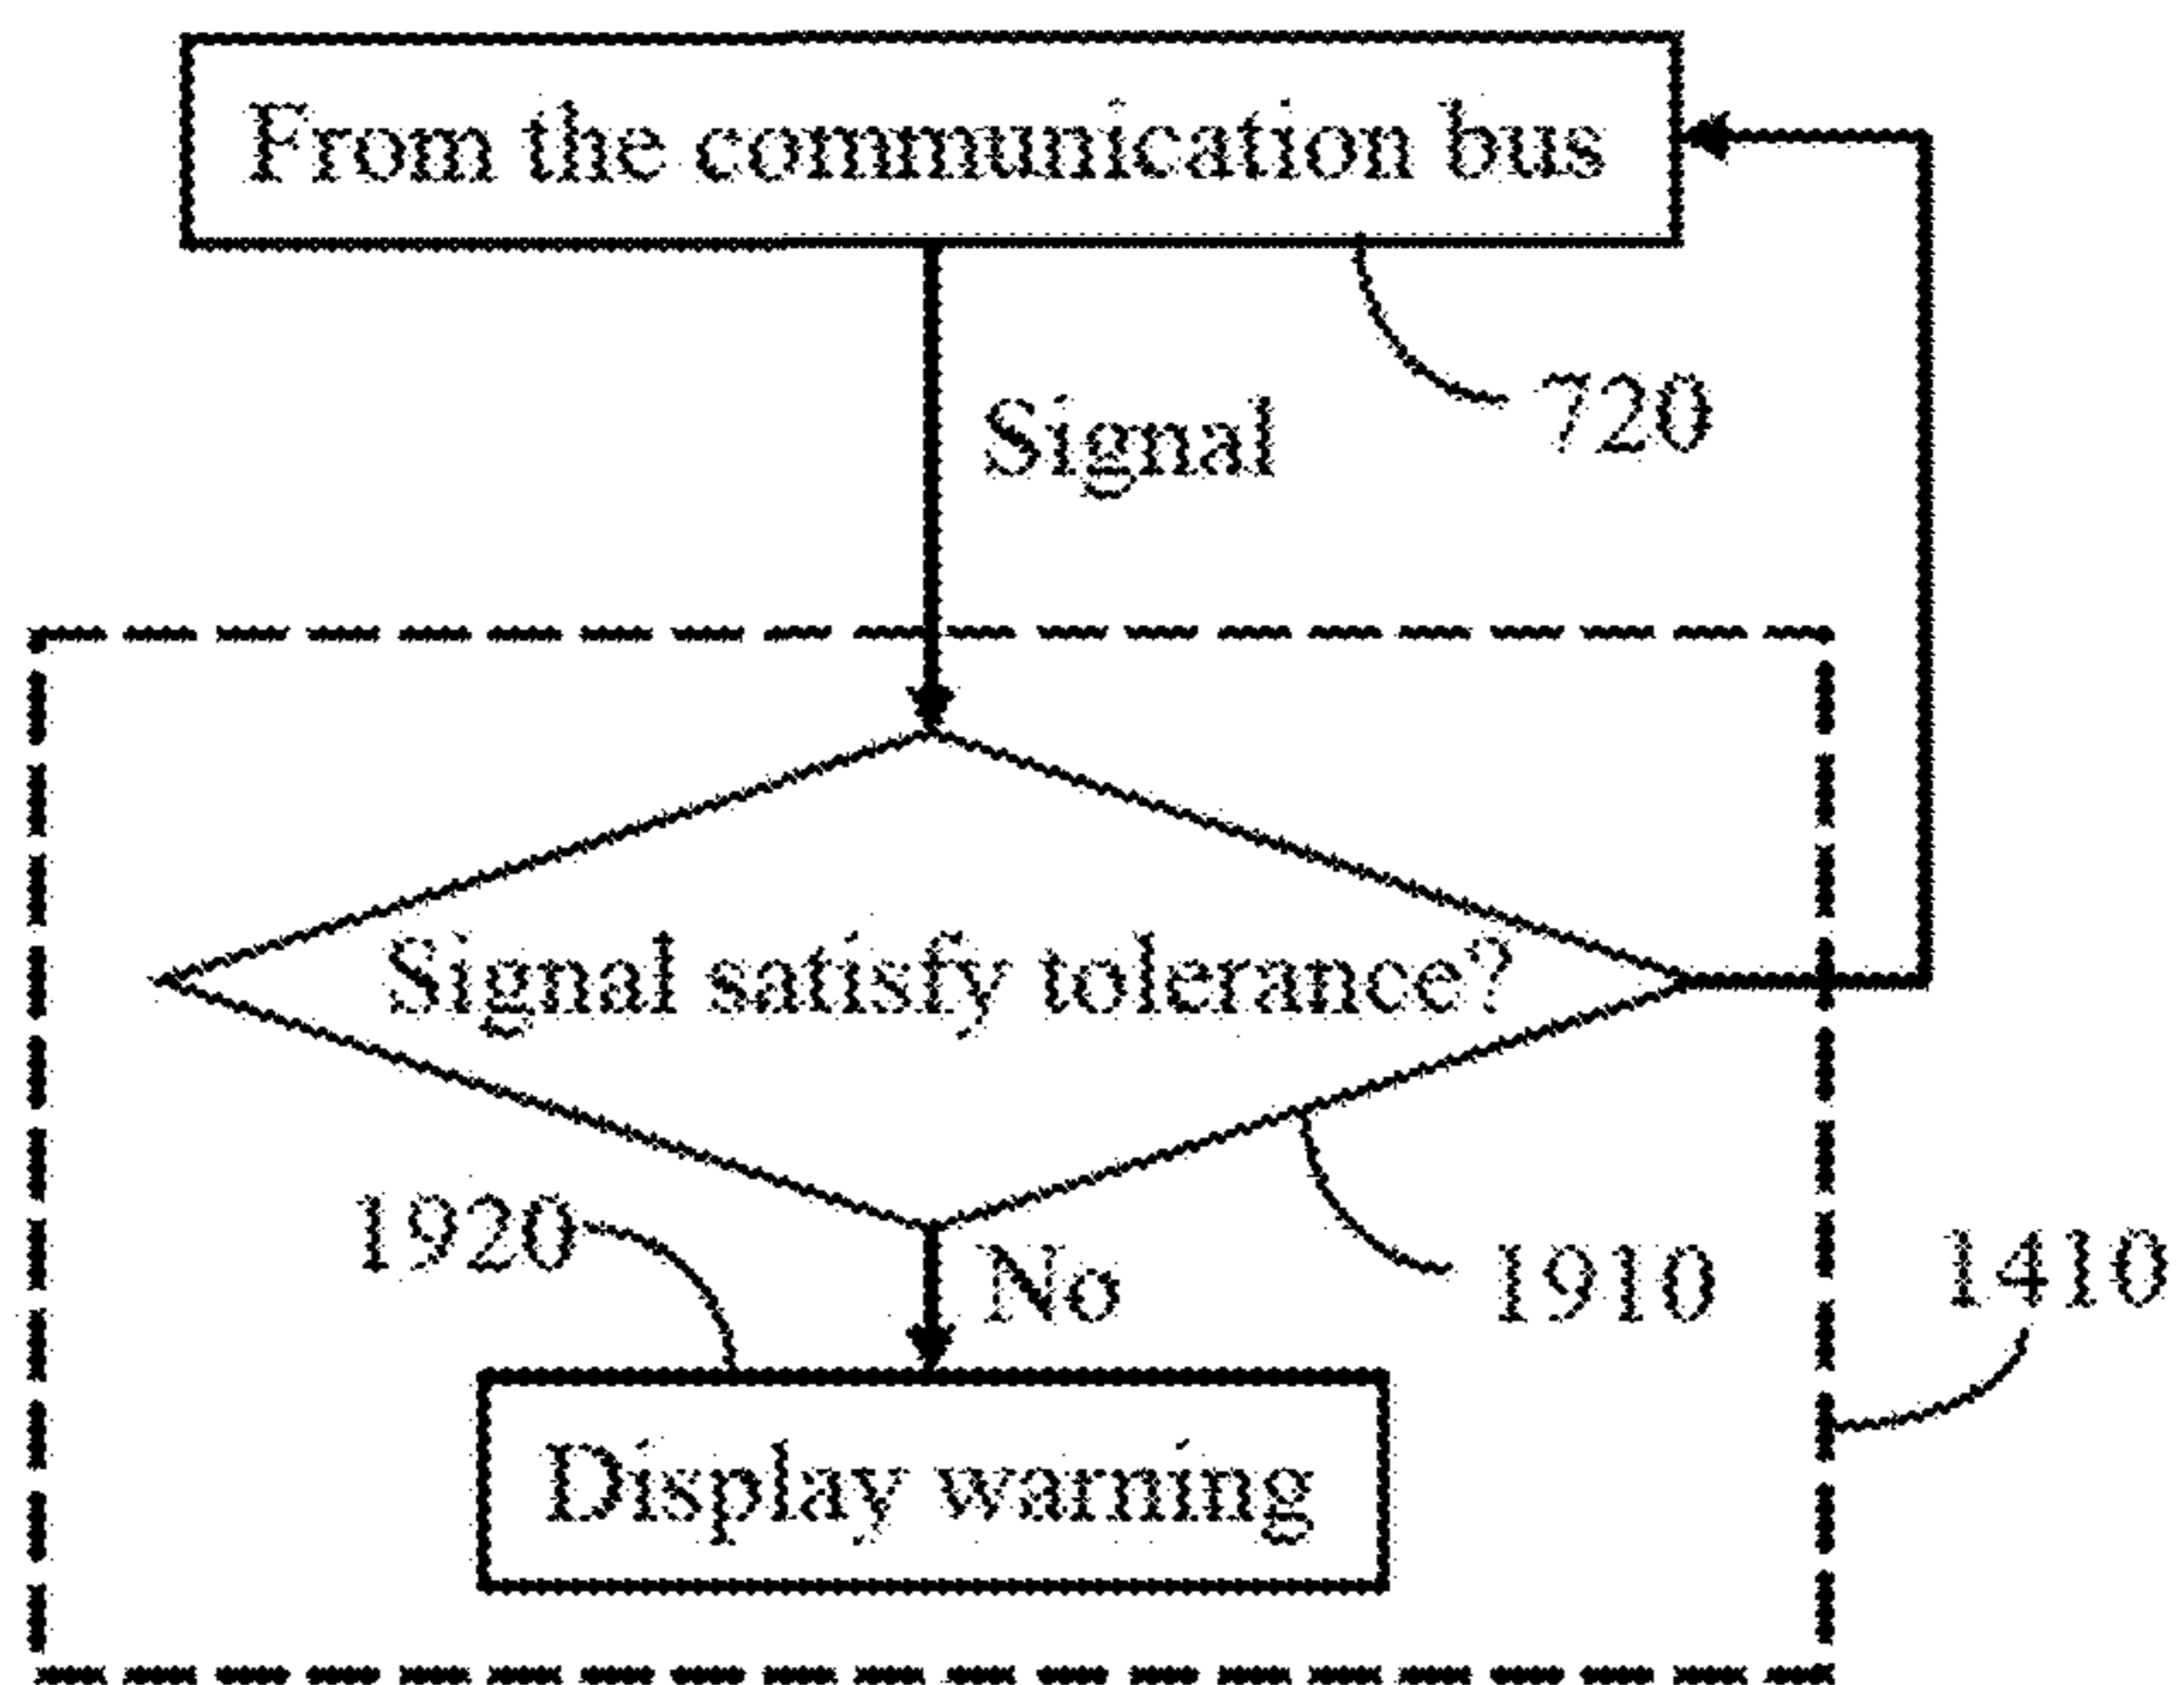 From the communication bus
720
Signal
Signal satisfy tolerance?
1920
No
1910
1410
Display warning